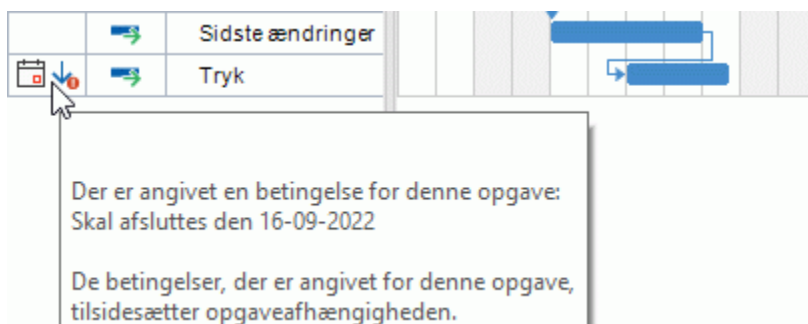 Sidste ændringer
Tryk
Der er angivet en betingelse for denne opgave:
Skal afsluttes den 16-09-2022
De betingelser, der er angivet for denne opgave,
tilsidesætter opgaveafhængigheden.